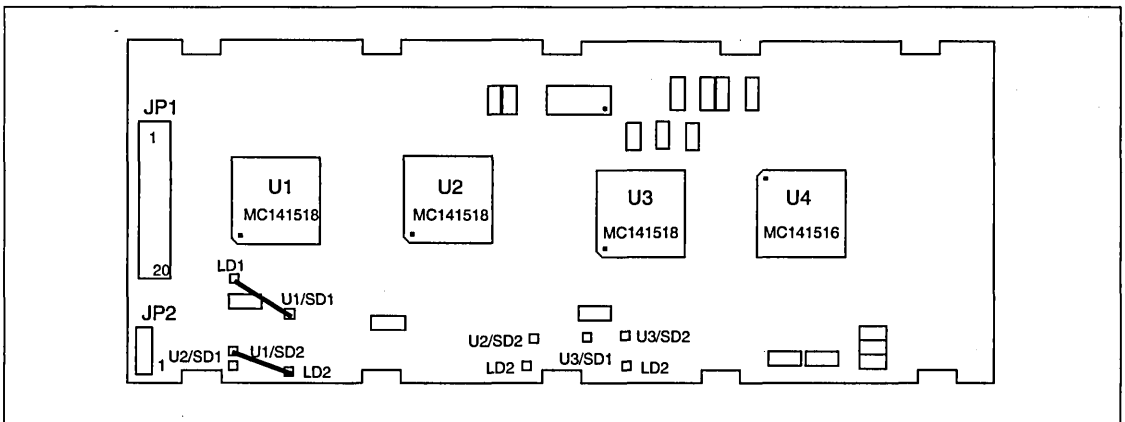 JP1
1
20
JP2
1
U1
MC141518
U2
MC141518
U3
MC141518
U4
MC141516
LD1
U1/SD1
U2/SD1
U1/SD2
LD2
U2/SD2
LD2
U3/SD1
U3/SD2
LD2